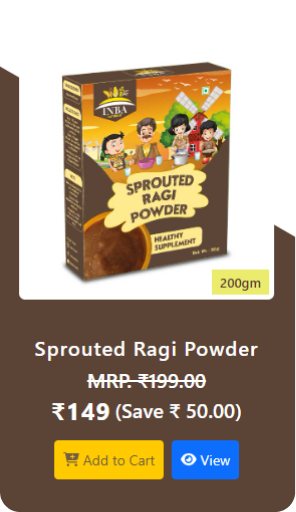 INBA
SPROUTED
RAGI
POWDER
HEALTHY
SUPPLEMENT
200gm
Sprouted Ragi Powder
MRP. ₹199.00
₹149 (Save ₹ 50.00)
Add to Cart
View